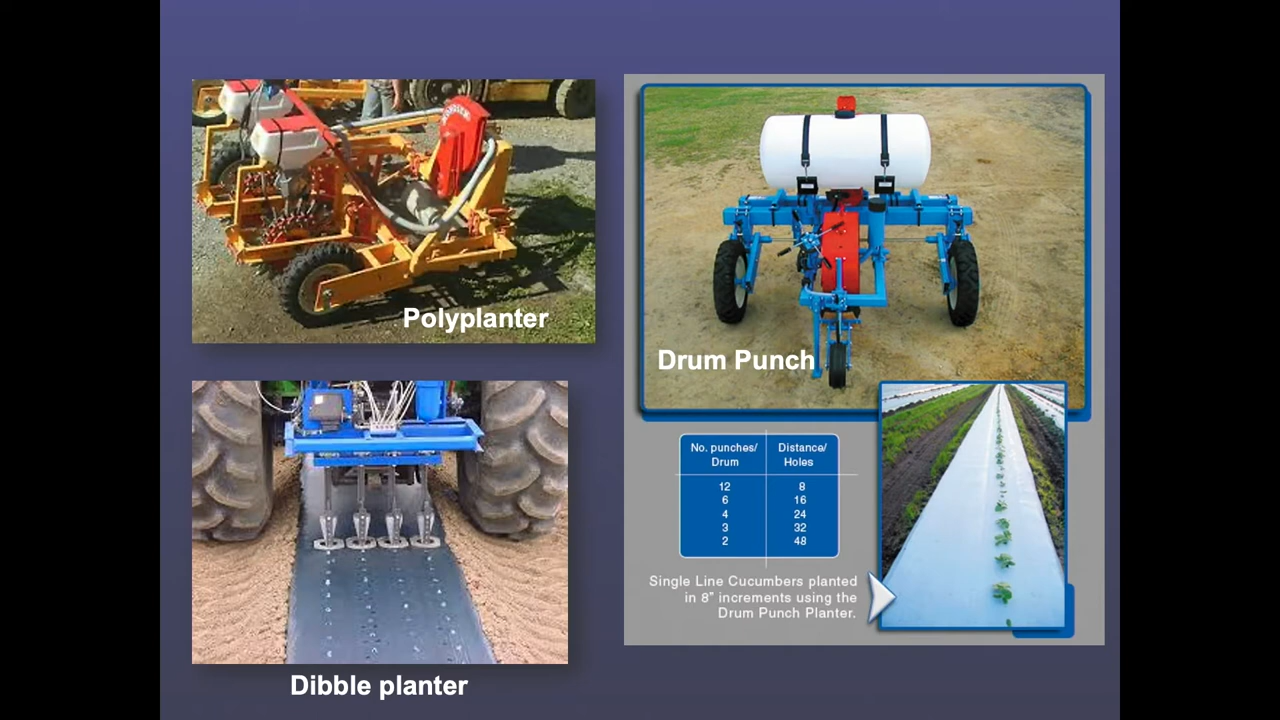 Polyplanter
Drum Punch
No. punches/
Drum
Distance/
Holes
12 8
6 16
4 24
3 32
2 48
Single Line Cucumbers planted
in 8" increments using the
Drum Punch Planter.
Dibble planter